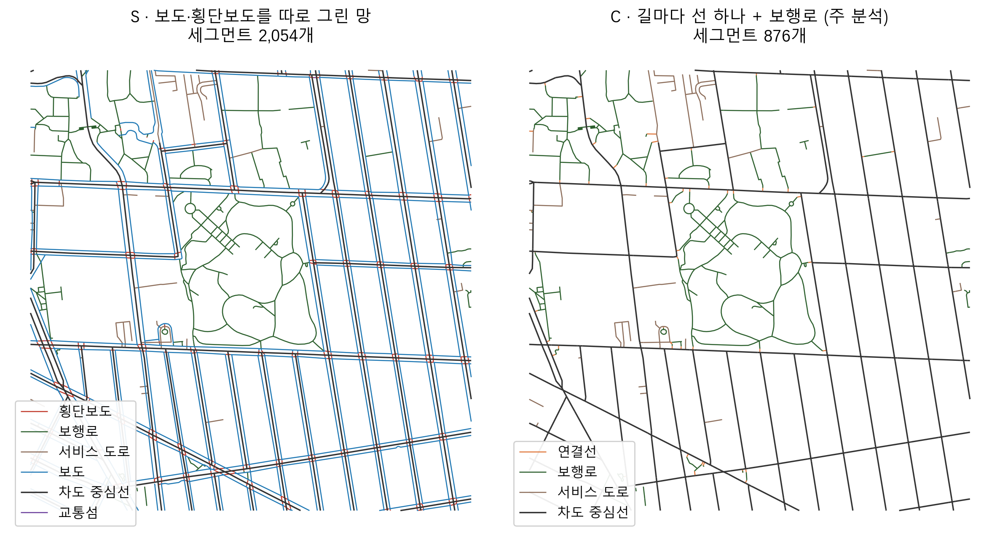 S · 보도·횡단보도를 따로 그린 망
세그먼트 2,054개
횡단보도
보행로
서비스 도로
보도
차도 중심선
교통섬
C · 길마다 선 하나 + 보행로 (주 분석)
세그먼트 876개
연결선
보행로
서비스 도로
차도 중심선